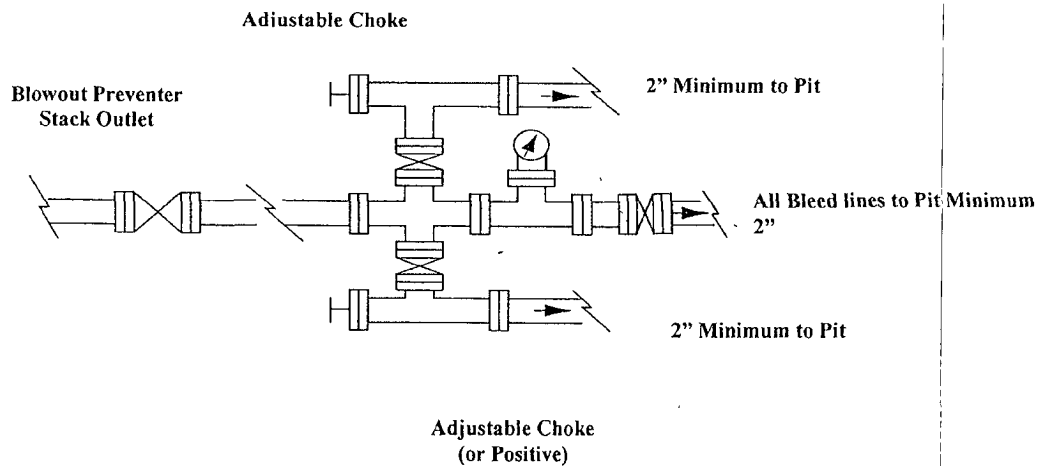 Adiustable Choke
Blowout Preventer
Stack Outlet
2” Minimum to Pit
All Bleed lines to Pit Minimum
2”
2” Minimum to Pit
Adjustable Choke
(or Positive)